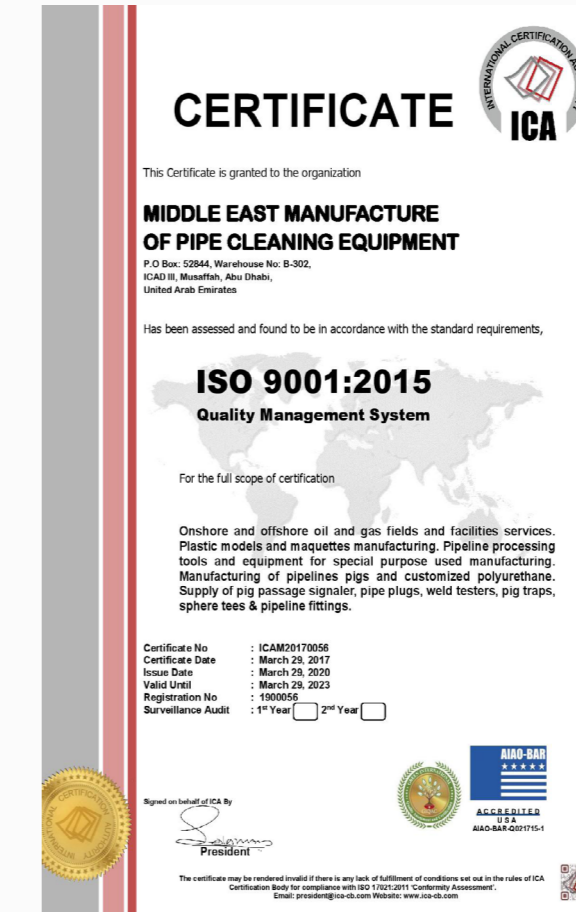 INTERNATIONAL CERTIFICATION
ICA
CERTIFICATE
This Certificate is granted to the organization
MIDDLE EAST MANUFACTURE
OF PIPE CLEANING EQUIPMENT
P.O Box: 52844, Warehouse No: B-302,
ICAD III, Musaffah, Abu Dhabi,
United Arab Emirates
Has been assessed and found to be in accordance with the standard requirements,
ISO 9001:2015
Quality Management System
For the full scope of certification
Onshore and offshore oil and gas fields and facilities services.
Plastic models and maquettes manufacturing. Pipeline processing
tools and equipment for special purpose used manufacturing.
Manufacturing of pipelines pigs and customized polyurethane.
Supply of pig passage signaler, pipe plugs, weld testers, pig traps,
sphere tees & pipeline fittings.
Certificate No : ICAM20170056
Certificate Date : March 29, 2017
Issue Date : March 29, 2020
Valid Until : March 29, 2023
Registration No : 1900056
Surveillance Audit : 1st Year 2nd Year
AIAO-BAR
ACCREDITED
USA
AIAO-BAR-Q021715-1
INTERNATIONAL CERTIFICATION AUTHORITY
Signed on behalf of ICA By
President
The certificate may be rendered invalid if there is any lack of fulfillment of conditions set out in the rules of ICA
Certification Body for compliance with ISO 17021:2011 'Conformity Assessment'.
Email: president@ica-cb.com Website: www.ica-cb.com